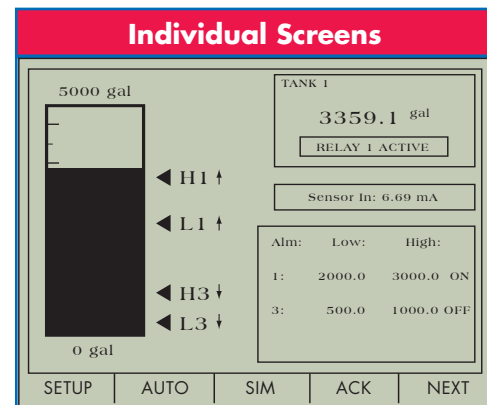 Individual Screens
5000 gal
0 gal
H1
L1
H3
L3
TANK 1
3359.1 gal
RELAY 1 ACTIVE
Sensor In: 6.69 mA
Alm: Low: High:
1: 2000.0 3000.0 ON
3: 500.0 1000.0 OFF
SETUP AUTO SIM ACK NEXT